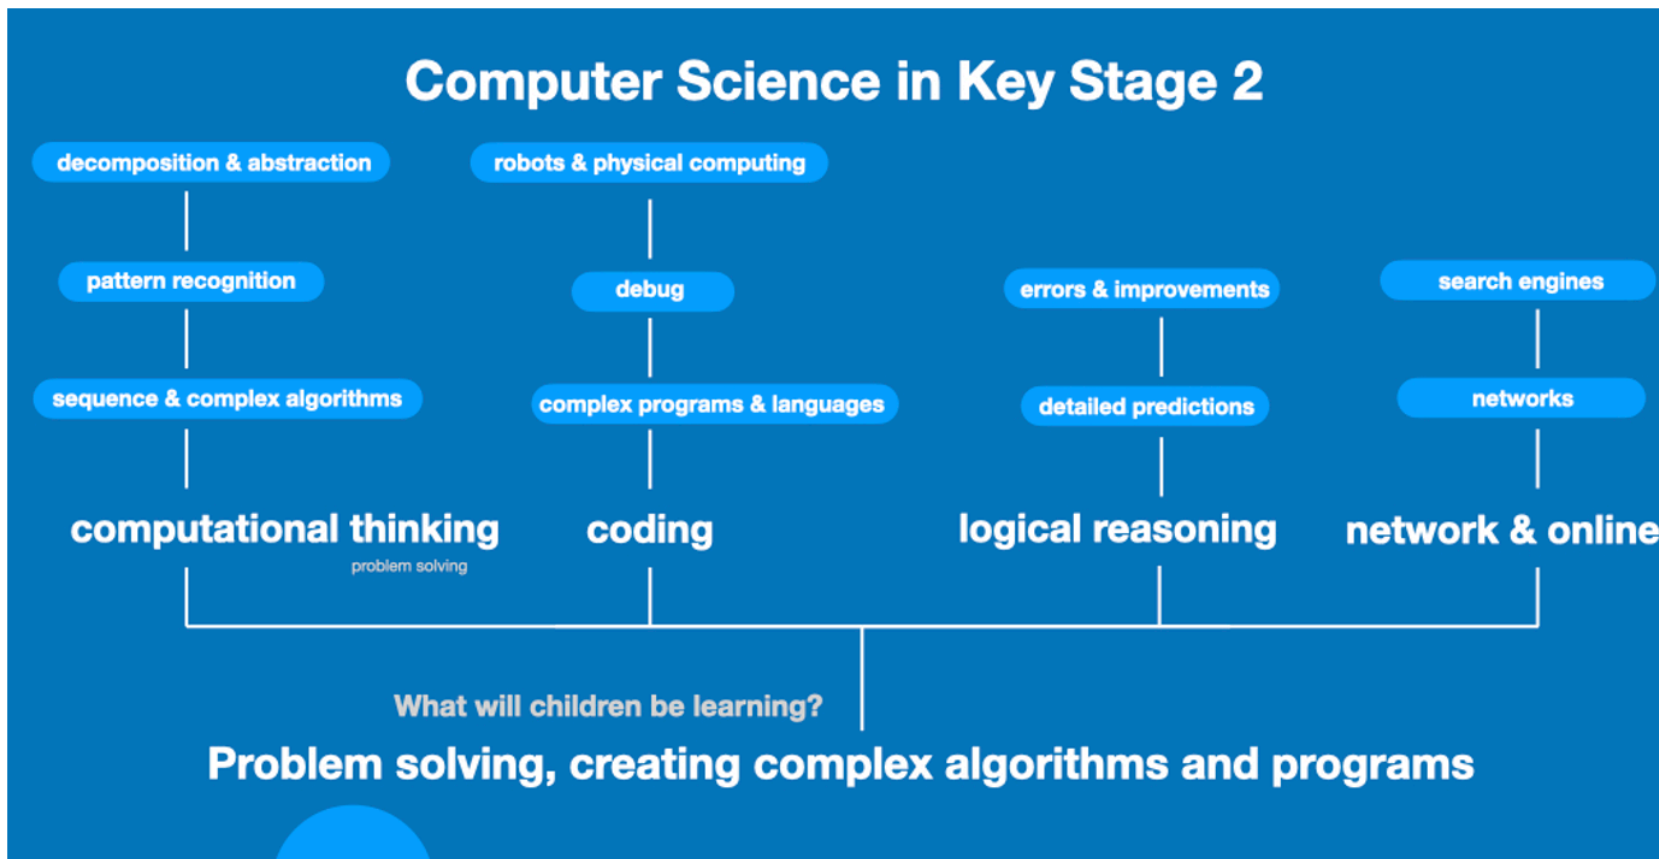 Computer Science in Key Stage 2
decomposition & abstraction
robots & physical computing
pattern recognition
debug
errors & improvements
search engines
sequence & complex algorithms
complex programs & languages
detailed predictions
networks
computational thinking
problem solving
coding
logical reasoning
network & online
What will children be learning?
Problem solving, creating complex algorithms and programs